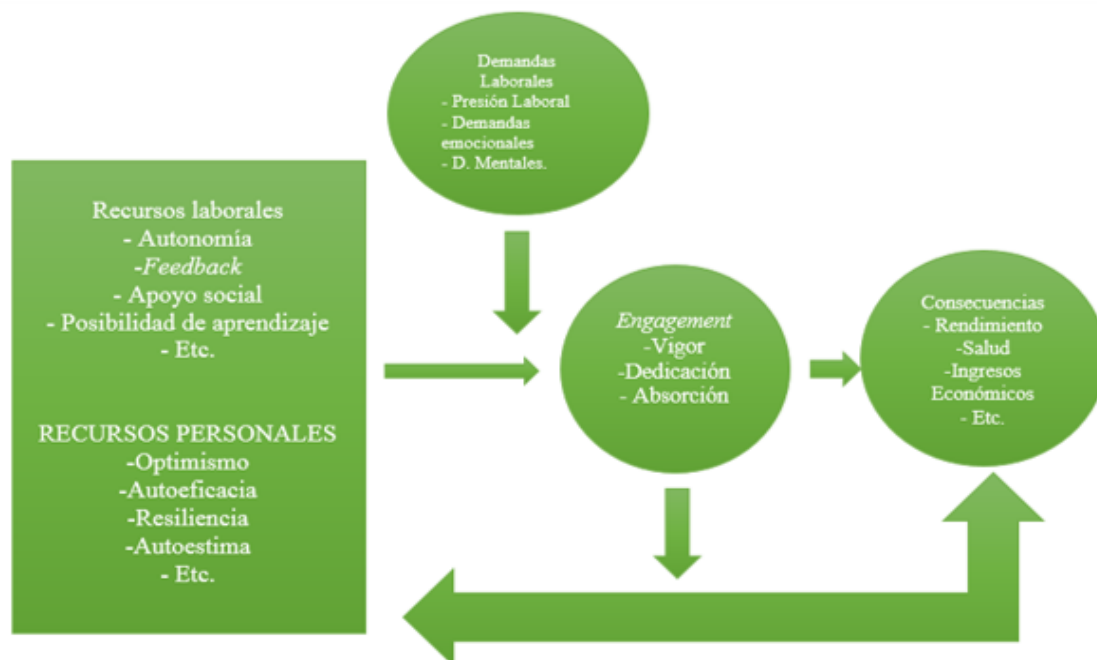 Demandas
Laborales
- Presión Laboral
- Demandas
emocionales
- D. Mentales.
Recursos laborales
- Autonomía
-Feedback
- Apoyo social
- Posibilidad de aprendizaje
- Etc.
RECURSOS PERSONALES
-Optimismo
-Autoeficacia
-Resiliencia
-Autoestima
- Etc.
Engagement
-Vigor
-Dedicación
- Absorción
Consecuencias
- Rendimiento
-Salud
-Ingresos
Económicos
- Etc.